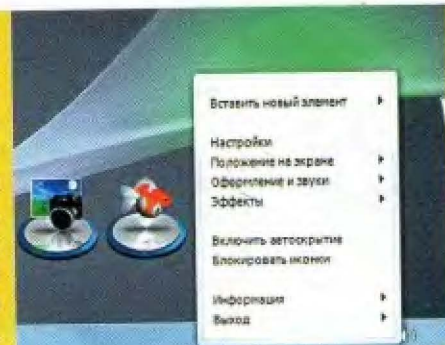 Вставить новый элемент
Настройки
Положение на экране
Оформление и звуки
Эффекты
Включить автоскрытие
Блокировать иконки
Информация
Выход